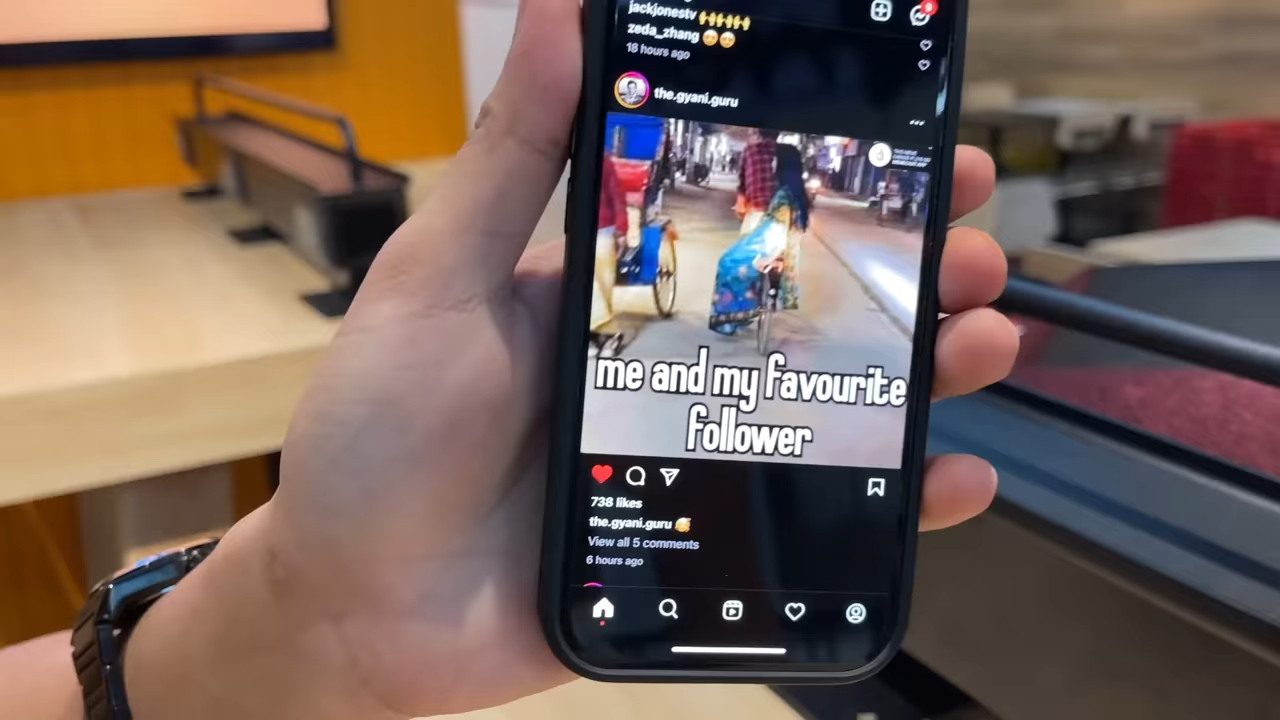 jackjonestv 🙌🙌🙌🙌🙌
9
zeda_zhang 😍😍
18 hours ago
the.gyani.guru
me and my favourite
follower
738 likes
the.gyani.guru 🥰
View all 5 comments
6 hours ago